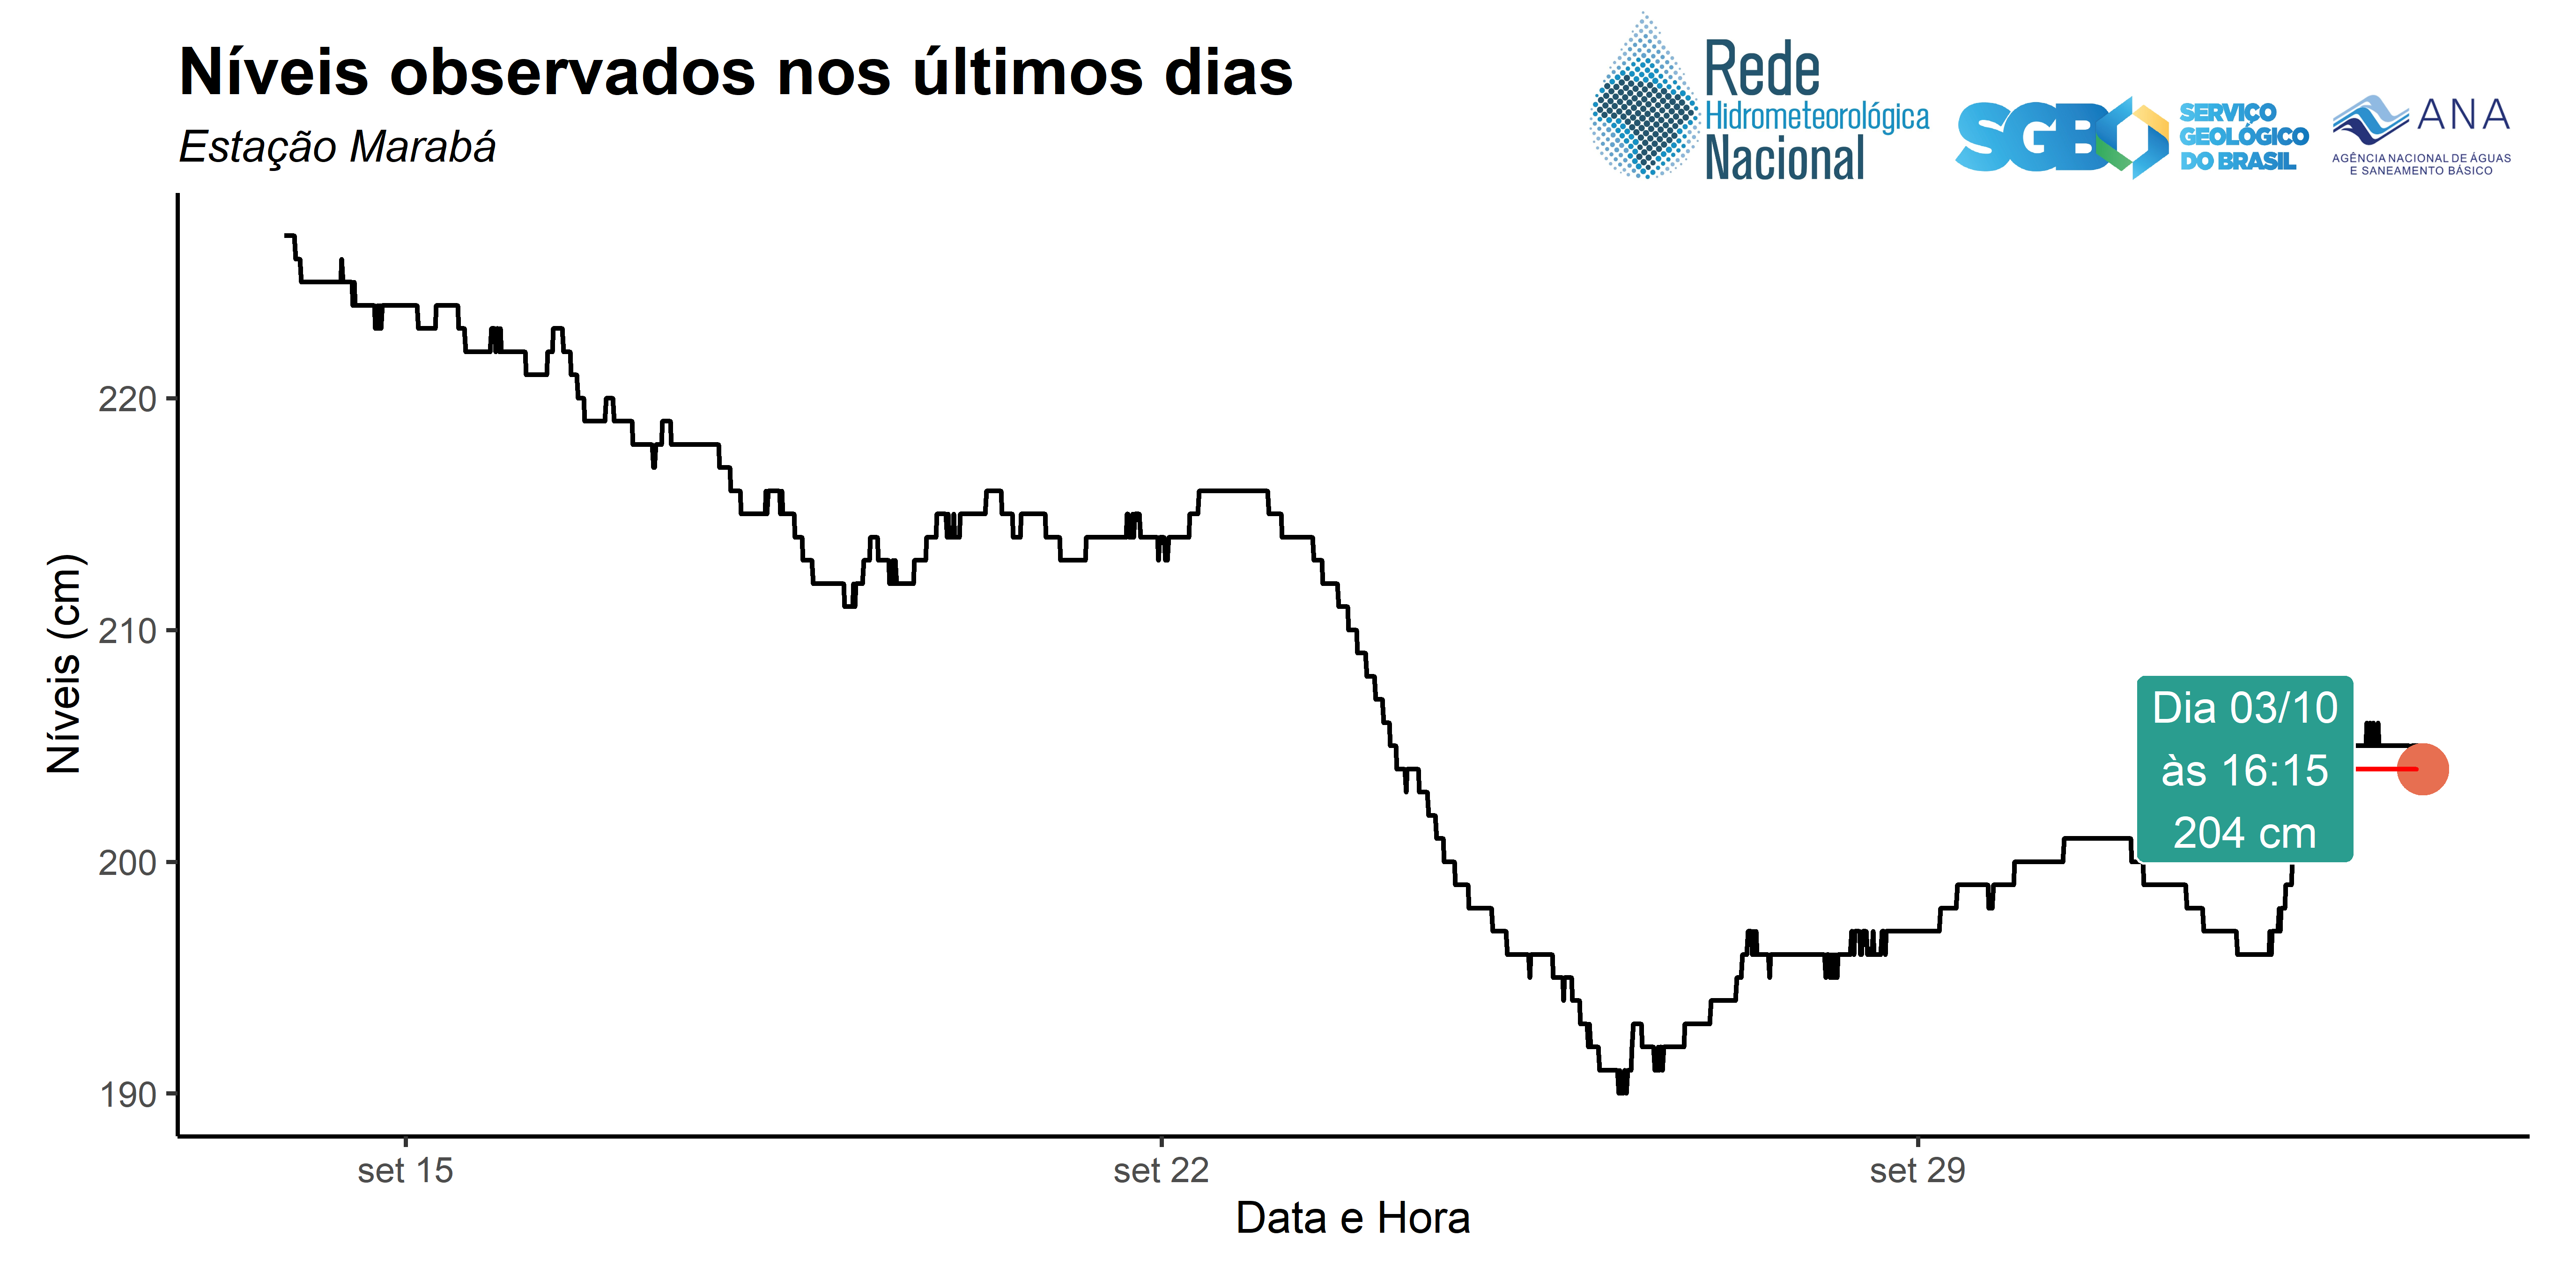 Níveis observados nos últimos dias
Estação Marabá
Rede
Hidrometeorológica
Nacional
SGB
SERVIÇO
GEOLÓGICO
DO BRASIL
ANA
AGÊNCIA NACIONAL DE ÁGUAS
E SANEAMENTO BÁSICO
Níveis (cm)
220
210
200
190
Dia 03/10
às 16:15
204 cm
set 15
set 22
set 29
Data e Hora